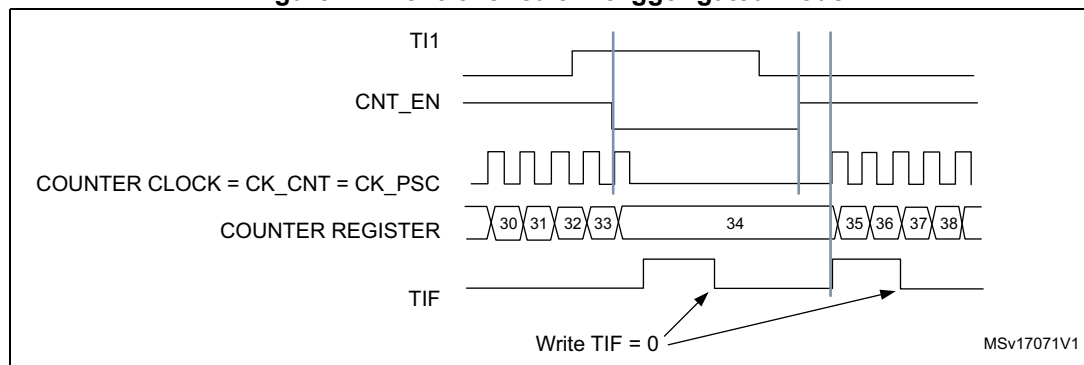 TI1
CNT_EN
COUNTER CLOCK = CK_CNT = CK_PSC
COUNTER REGISTER
30 31 32 33 34 35 36 37 38
TIF
Write TIF = 0
MSv17071V1